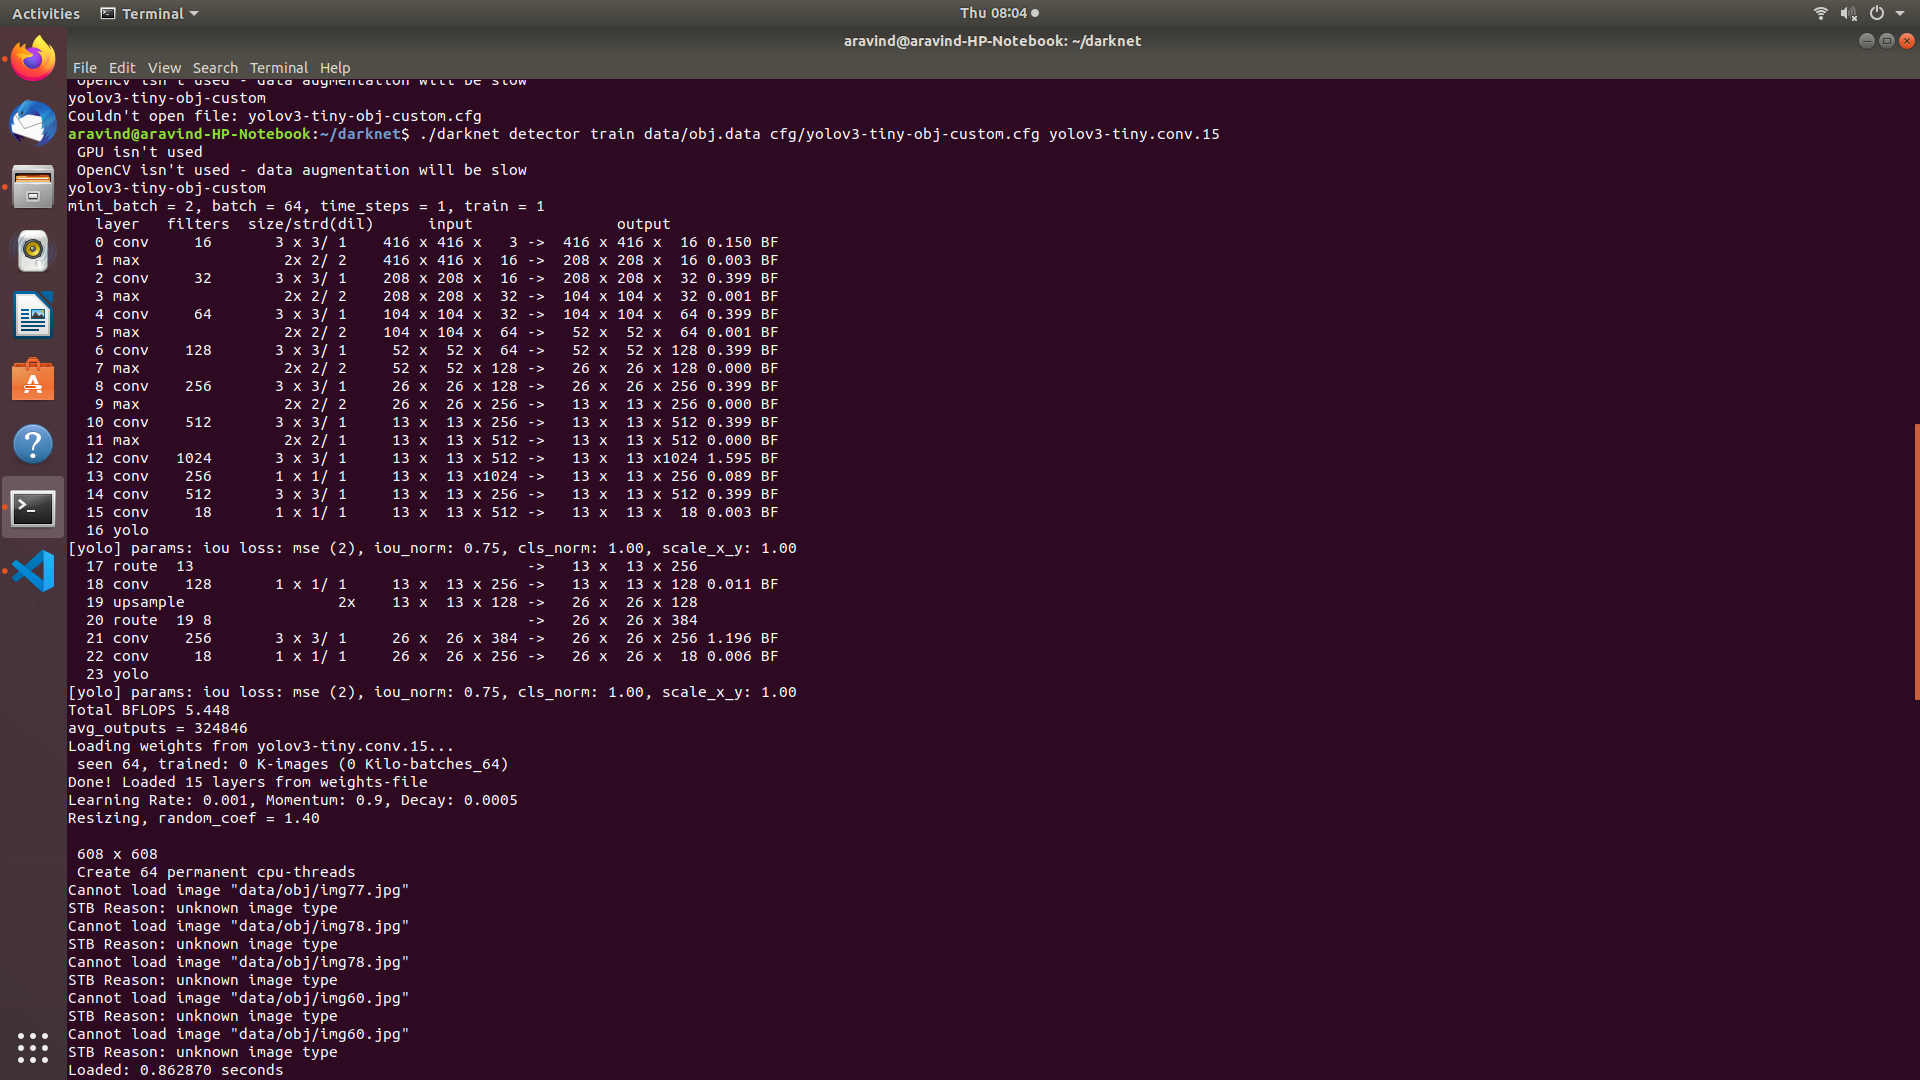 Activities Terminal Thu 08:04
aravind@aravind-HP-Notebook: ~/darknet
File Edit View Search Terminal Help
OpenCV isn't used - data augmentation will be slow
yolov3-tiny-obj-custom
Couldn't open file: yolov3-tiny-obj-custom.cfg
aravind@aravind-HP-Notebook:~/darknet$ ./darknet detector train data/obj.data cfg/yolov3-tiny-obj-custom.cfg yolov3-tiny.conv.15
GPU isn't used
OpenCV isn't used - data augmentation will be slow
yolov3-tiny-obj-custom
mini_batch = 2, batch = 64, time_steps = 1, train = 1
layer filters size/strd(dil) input output
0 conv 16 3 x 3/ 1 416 x 416 x 3 -> 416 x 416 x 16 0.150 BF
1 max 2x 2/ 2 416 x 416 x 16 -> 208 x 208 x 16 0.003 BF
2 conv 32 3 x 3/ 1 208 x 208 x 16 -> 208 x 208 x 32 0.399 BF
3 max 2x 2/ 2 208 x 208 x 32 -> 104 x 104 x 32 0.001 BF
4 conv 64 3 x 3/ 1 104 x 104 x 32 -> 104 x 104 x 64 0.399 BF
5 max 2x 2/ 2 104 x 104 x 64 -> 52 x 52 x 64 0.001 BF
6 conv 128 3 x 3/ 1 52 x 52 x 64 -> 52 x 52 x 128 0.399 BF
7 max 2x 2/ 2 52 x 52 x 128 -> 26 x 26 x 128 0.000 BF
8 conv 256 3 x 3/ 1 26 x 26 x 128 -> 26 x 26 x 256 0.399 BF
9 max 2x 2/ 2 26 x 26 x 256 -> 13 x 13 x 256 0.000 BF
10 conv 512 3 x 3/ 1 13 x 13 x 256 -> 13 x 13 x 512 0.399 BF
11 max 2x 2/ 1 13 x 13 x 512 -> 13 x 13 x 512 0.000 BF
12 conv 1024 3 x 3/ 1 13 x 13 x 512 -> 13 x 13 x1024 1.595 BF
13 conv 256 1 x 1/ 1 13 x 13 x1024 -> 13 x 13 x 256 0.089 BF
14 conv 512 3 x 3/ 1 13 x 13 x 256 -> 13 x 13 x 512 0.399 BF
15 conv 18 1 x 1/ 1 13 x 13 x 512 -> 13 x 13 x 18 0.003 BF
16 yolo
[yolo] params: iou loss: mse (2), iou_norm: 0.75, cls_norm: 1.00, scale_x_y: 1.00
17 route 13 -> 13 x 13 x 256
18 conv 128 1 x 1/ 1 13 x 13 x 256 -> 13 x 13 x 128 0.011 BF
19 upsample 2x 13 x 13 x 128 -> 26 x 26 x 128
20 route 19 8 -> 26 x 26 x 384
21 conv 256 3 x 3/ 1 26 x 26 x 384 -> 26 x 26 x 256 1.196 BF
22 conv 18 1 x 1/ 1 26 x 26 x 256 -> 26 x 26 x 18 0.006 BF
23 yolo
[yolo] params: iou loss: mse (2), iou_norm: 0.75, cls_norm: 1.00, scale_x_y: 1.00
Total BFLOPS 5.448
avg_outputs = 324846
Loading weights from yolov3-tiny.conv.15...
seen 64, trained: 0 K-images (0 Kilo-batches_64)
Done! Loaded 15 layers from weights-file
Learning Rate: 0.001, Momentum: 0.9, Decay: 0.0005
Resizing, random_coef = 1.40
608 x 608
Create 64 permanent cpu-threads
Cannot load image "data/obj/img77.jpg"
STB Reason: unknown image type
Cannot load image "data/obj/img78.jpg"
STB Reason: unknown image type
Cannot load image "data/obj/img78.jpg"
STB Reason: unknown image type
Cannot load image "data/obj/img60.jpg"
STB Reason: unknown image type
Cannot load image "data/obj/img60.jpg"
STB Reason: unknown image type
Loaded: 0.862870 seconds